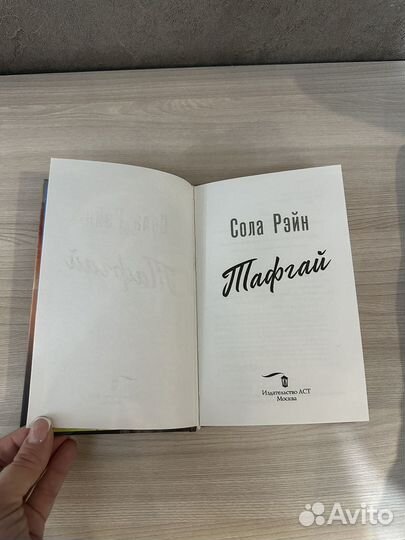 Сола Рэйн
Тафгай
Издательство АСТ
Москва
Avito